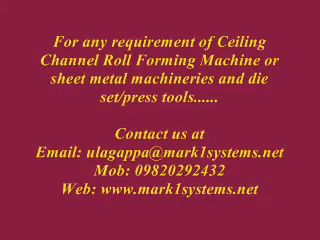 For any requirement of Ceiling
Channel Roll Forming Machine or
sheet metal machineries and die
set/press tools......
Contact us at
Email: ulagappa@mark1systems.net
Mob: 09820292432
Web: www.mark1systems.net